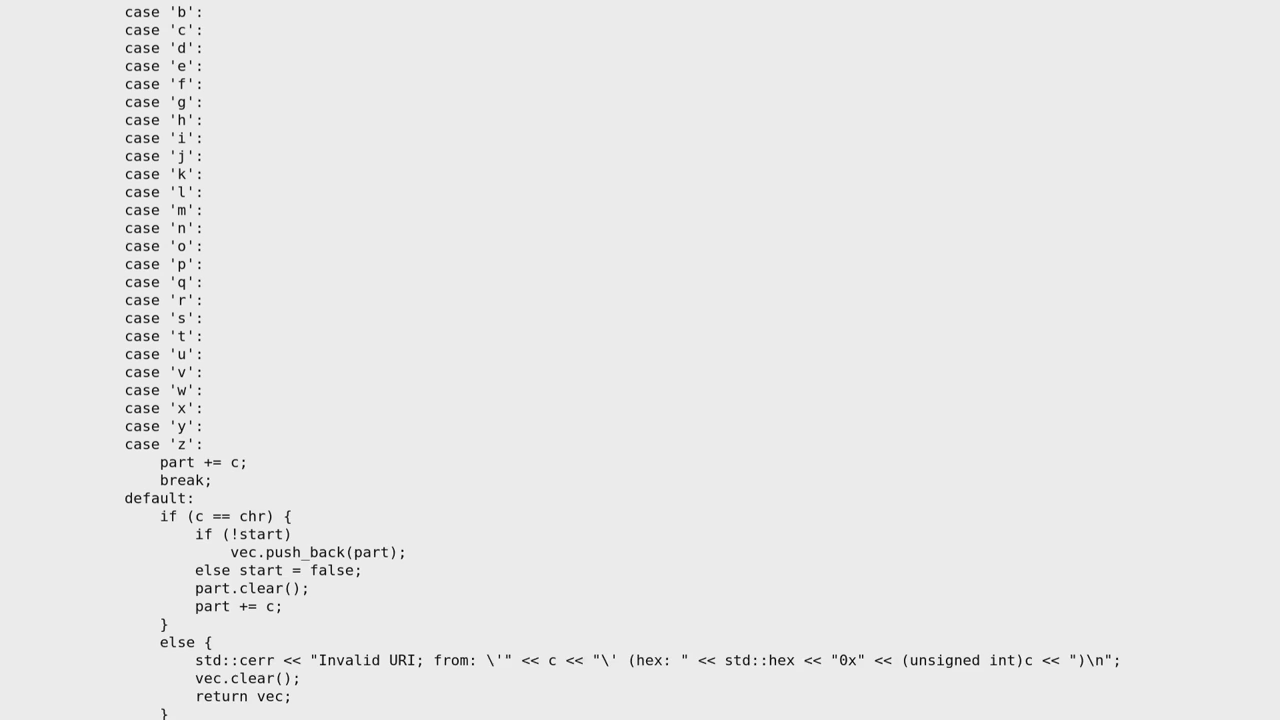 case 'b':
case 'c':
case 'd':
case 'e':
case 'f':
case 'g':
case 'h':
case 'i':
case 'j':
case 'k':
case 'l':
case 'm':
case 'n':
case 'o':
case 'p':
case 'q':
case 'r':
case 's':
case 't':
case 'u':
case 'v':
case 'w':
case 'x':
case 'y':
case 'z':
    part += c;
    break;
default:
    if (c == chr) {
        if (!start)
            vec.push_back(part);
        else start = false;
        part.clear();
        part += c;
    }
    else {
        std::cerr << "Invalid URI; from: \'" << c << "\' (hex: " << std::hex << "0x" << (unsigned int)c << ")\n";
        vec.clear();
        return vec;
    }